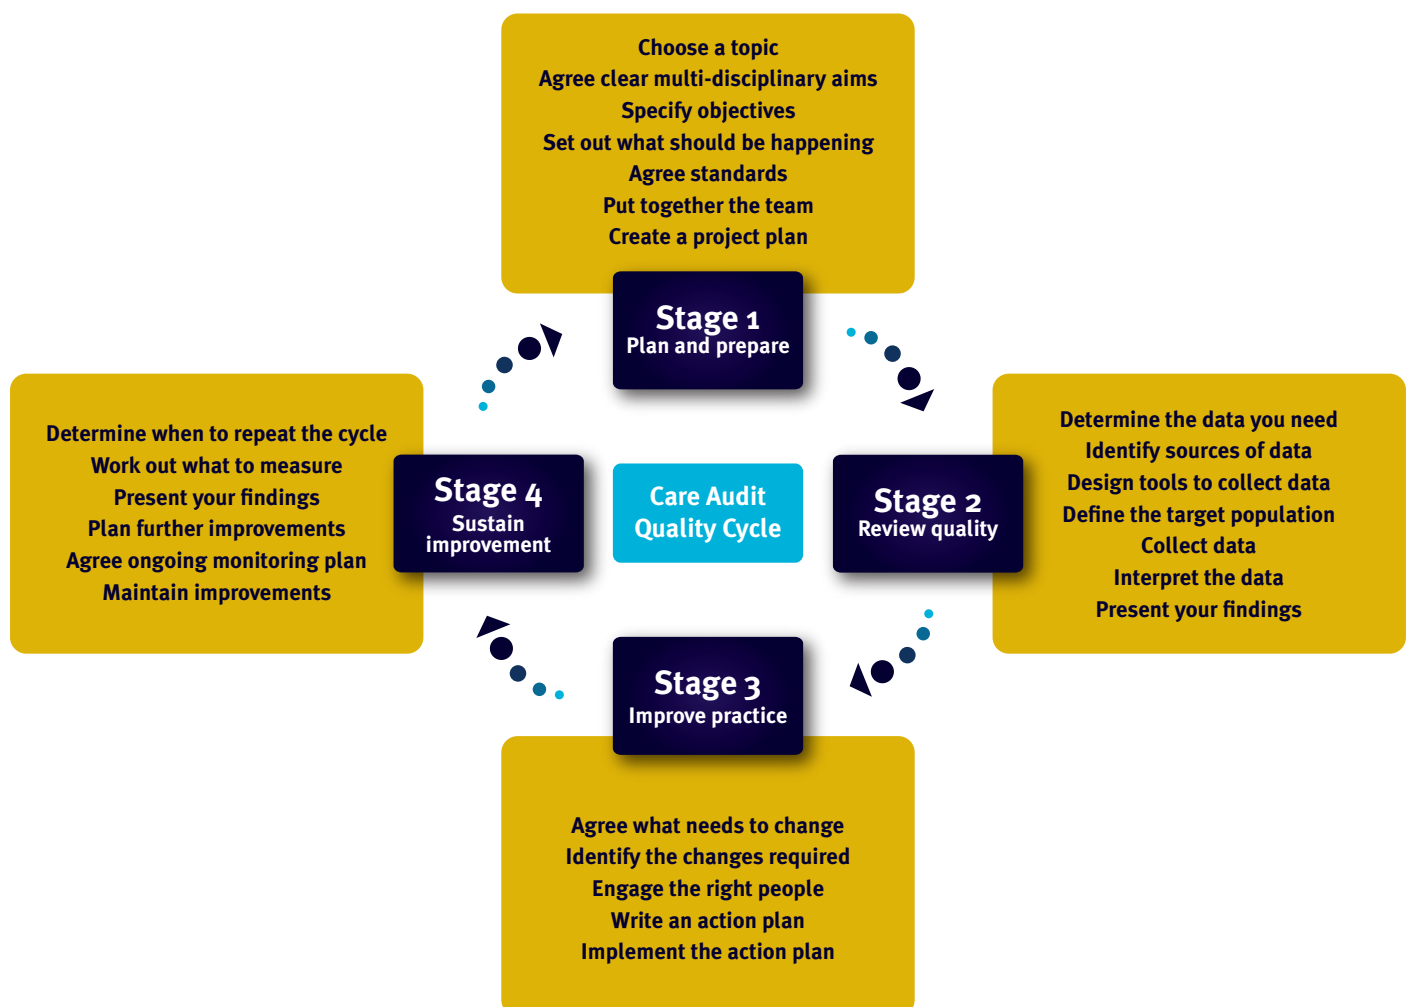 Choose a topic
Agree clear multi-disciplinary aims
Specify objectives
Set out what should be happening
Agree standards
Put together the team
Create a project plan
Stage 1
Plan and prepare
Determine the data you need
Identify sources of data
Design tools to collect data
Define the target population
Collect data
Interpret the data
Present your findings
Stage 2
Review quality
Care Audit
Quality Cycle
Stage 3
Improve practice
Agree what needs to change
Identify the changes required
Engage the right people
Write an action plan
Implement the action plan
Determine when to repeat the cycle
Work out what to measure
Present your findings
Plan further improvements
Agree ongoing monitoring plan
Maintain improvements
Stage 4
Sustain
improvement